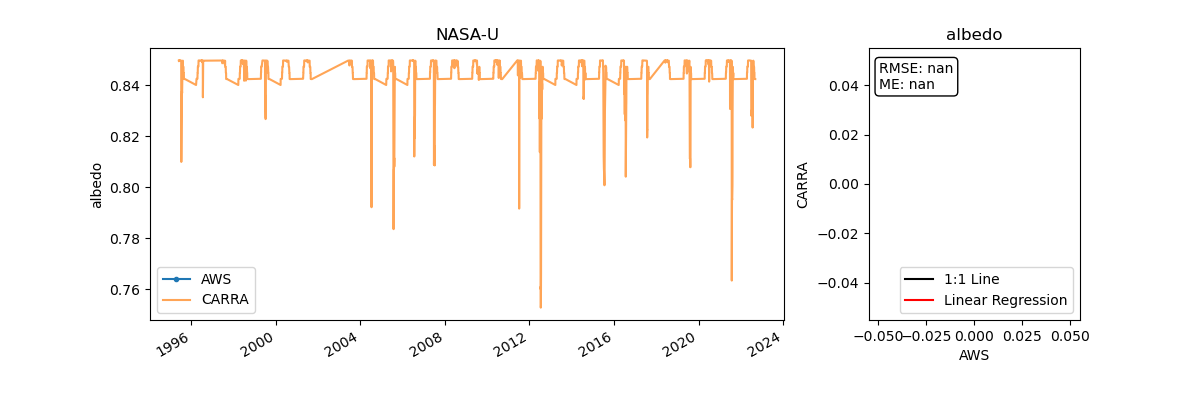 NASA-U
albedo
0.84
0.82
0.80
0.78
0.76
albedo
AWS
CARRA
1996
2000
2004
2008
2012
2016
2020
2024
albedo
RMSE: nan
ME: nan
0.04
0.02
0.00
−0.02
−0.04
CARRA
1:1 Line
Linear Regression
−0.050
−0.025
0.000
0.025
0.050
AWS